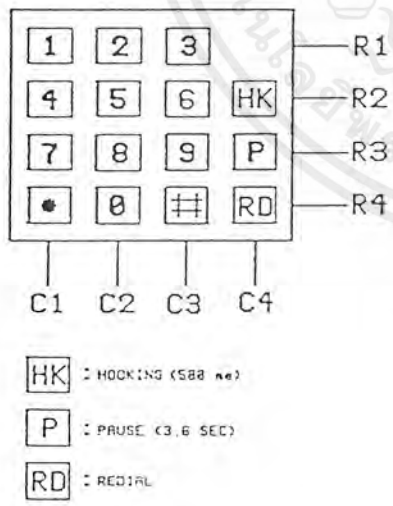 1 2 3 R1
4 5 6 HK R2
7 8 9 P R3
* 0 # RD R4
C1 C2 C3 C4
HK : HOOKING (500 ms)
P : PAUSE (3.6 SEC)
RD : REDIAL